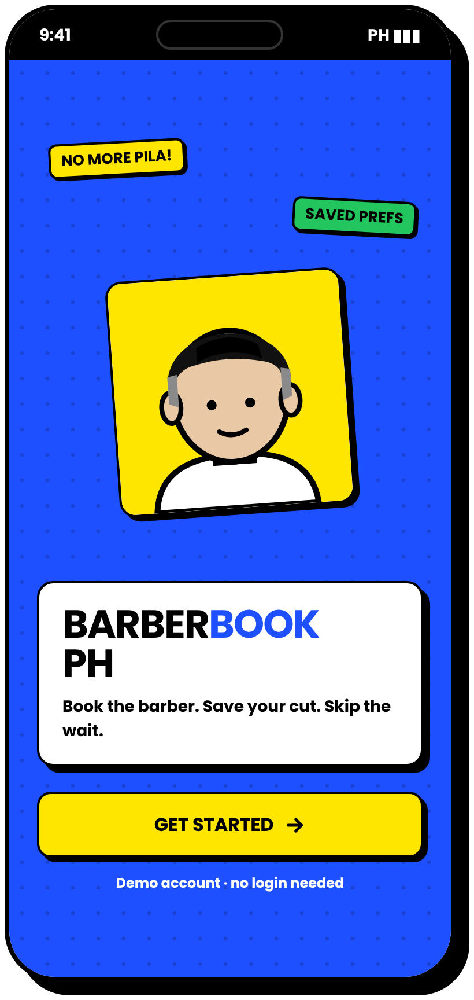 9:41
PH
NO MORE PILA!
SAVED PREFS
BARBERBOOK
PH
Book the barber. Save your cut. Skip the
wait.
GET STARTED →
Demo account · no login needed